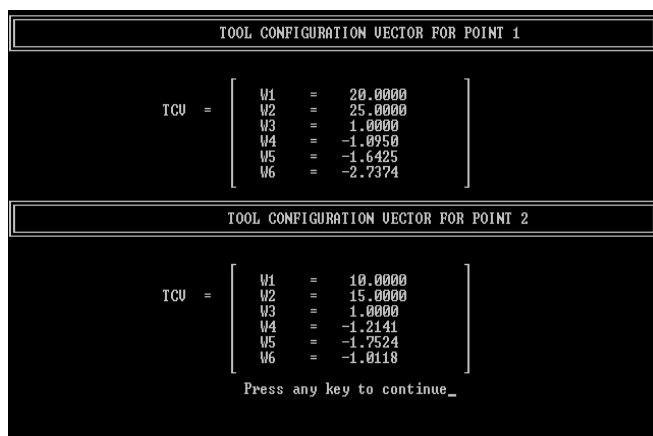 TOOL CONFIGURATION VECTOR FOR POINT 1
W1 = 20.0000
TCV = W2 = 25.0000
W3 = 1.0000
W4 = -1.0950
W5 = -1.6425
W6 = -2.7374
TOOL CONFIGURATION VECTOR FOR POINT 2
W1 = 10.0000
TCV = W2 = 15.0000
W3 = 1.0000
W4 = -1.2141
W5 = -1.7524
W6 = -1.0118
Press any key to continue_